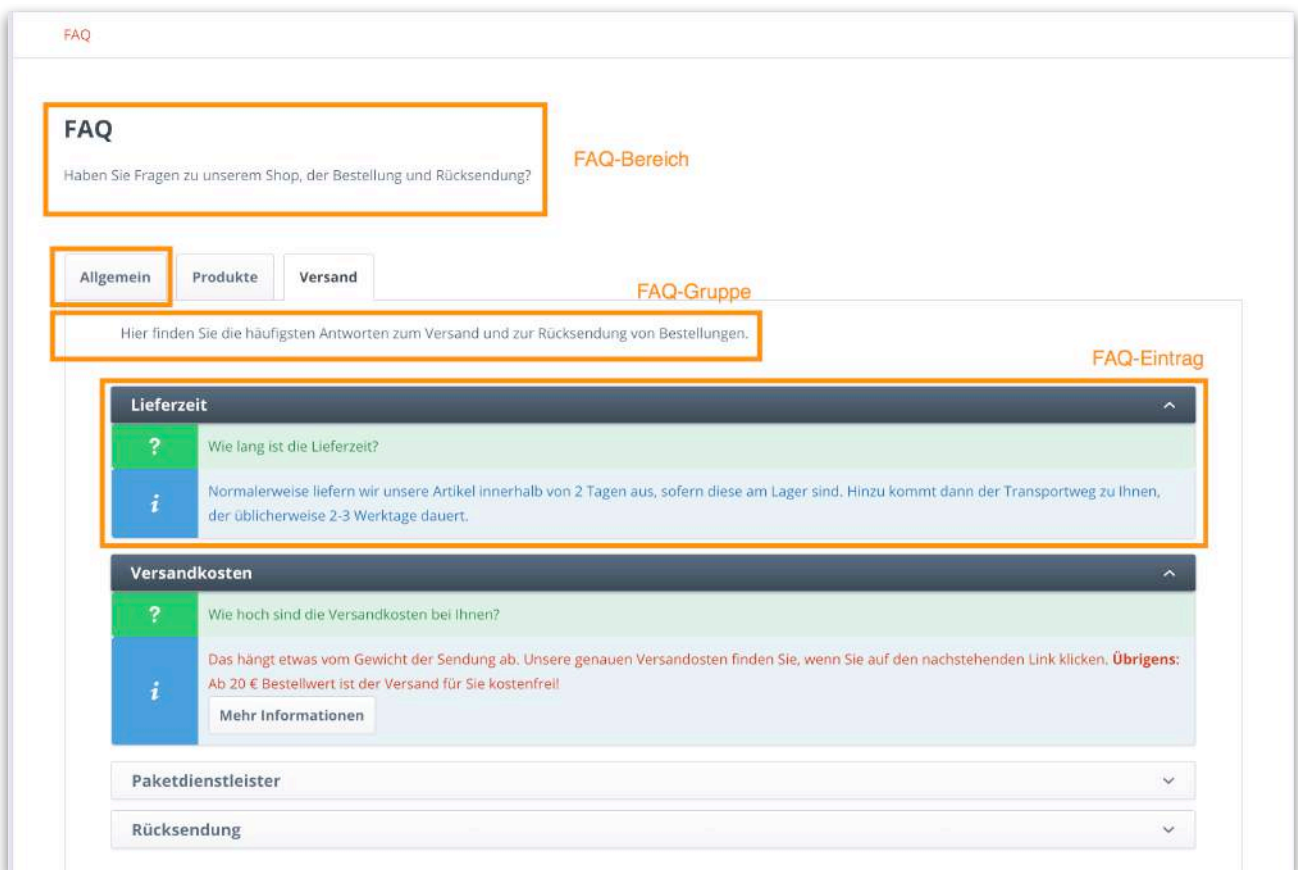 FAQ
FAQ
Haben Sie Fragen zu unserem Shop, der Bestellung und Rücksendung?
FAQ-Bereich
Allgemein Produkte Versand
FAQ-Gruppe
Hier finden Sie die häufigsten Antworten zum Versand und zur Rücksendung von Bestellungen.
FAQ-Eintrag
Lieferzeit
? Wie lang ist die Lieferzeit?
i Normalerweise liefern wir unsere Artikel innerhalb von 2 Tagen aus, sofern diese am Lager sind. Hinzu kommt dann der Transportweg zu Ihnen,
der üblicherweise 2-3 Werktage dauert.
Versandkosten
? Wie hoch sind die Versandkosten bei Ihnen?
i Das hängt etwas vom Gewicht der Sendung ab. Unsere genauen Versandosten finden Sie, wenn Sie auf den nachstehenden Link klicken. Übrigens:
Ab 20 € Bestellwert ist der Versand für Sie kostenfrei!
Mehr Informationen
Paketdienstleister
Rücksendung